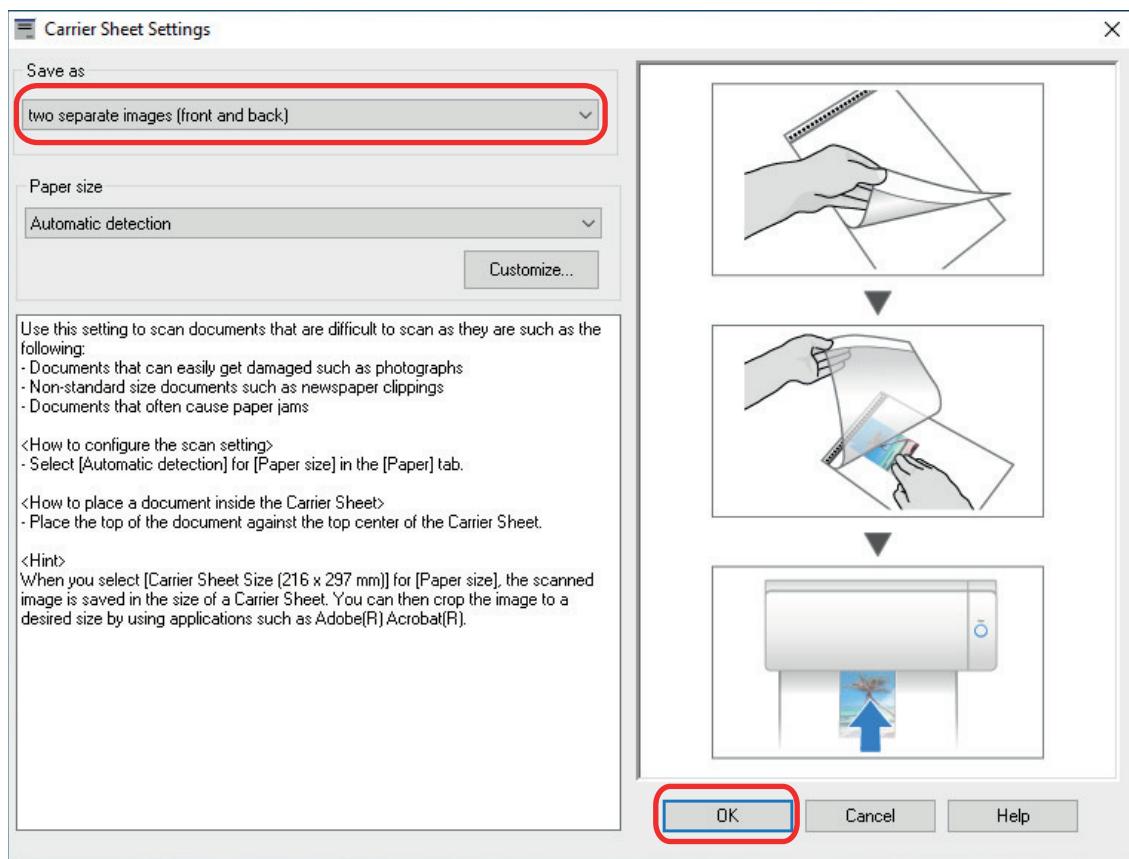 Carrier Sheet Settings
Save as
two separate images (front and back)
Paper size
Automatic detection
Customize...
Use this setting to scan documents that are difficult to scan as they are such as the
following:
- Documents that can easily get damaged such as photographs
- Non-standard size documents such as newspaper clippings
- Documents that often cause paper jams
<How to configure the scan setting>
- Select [Automatic detection] for [Paper size] in the [Paper] tab.
<How to place a document inside the Carrier Sheet>
- Place the top of the document against the top center of the Carrier Sheet.
<Hint>
When you select [Carrier Sheet Size (216 x 297 mm)] for [Paper size], the scanned
image is saved in the size of a Carrier Sheet. You can then crop the image to a
desired size by using applications such as Adobe(R) Acrobat(R).
OK
Cancel
Help